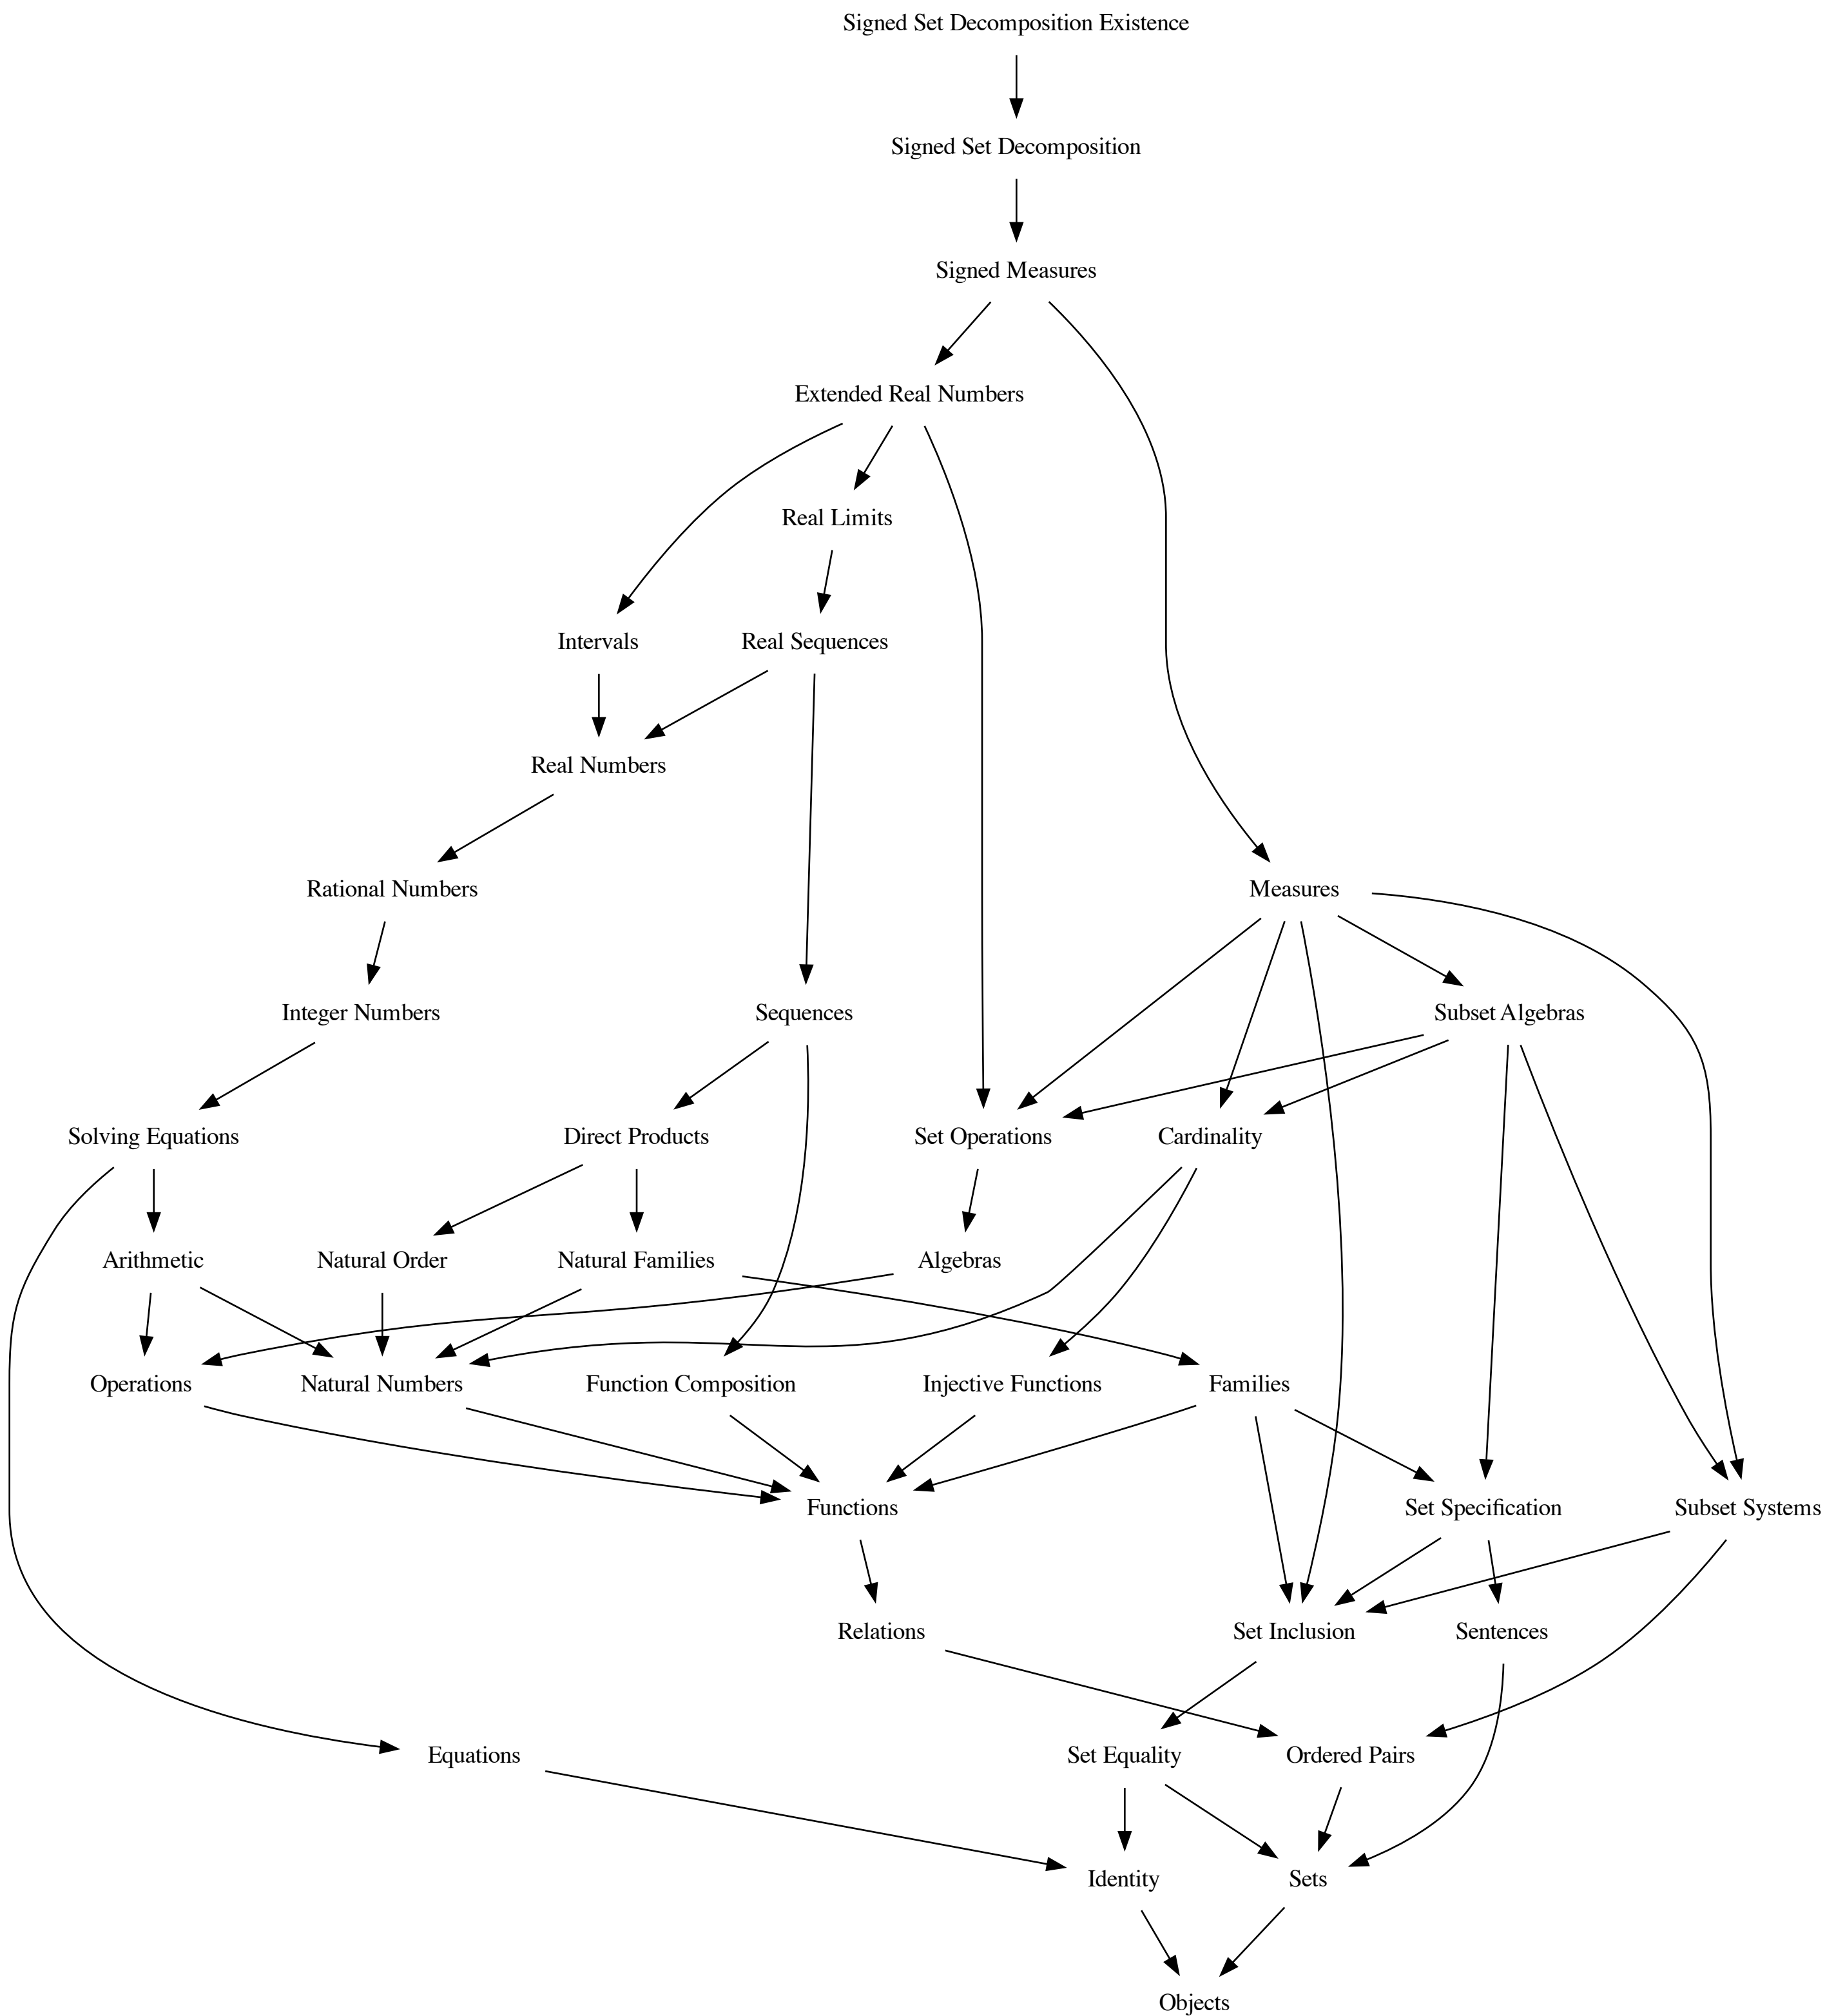 Signed Set Decomposition Existence
Signed Set Decomposition
Signed Measures
Extended Real Numbers
Real Limits
Intervals
Real Sequences
Real Numbers
Rational Numbers
Measures
Integer Numbers
Sequences
Subset Algebras
Solving Equations
Direct Products
Set Operations
Cardinality
Arithmetic
Natural Order
Natural Families
Algebras
Operations
Natural Numbers
Function Composition
Injective Functions
Families
Functions
Set Specification
Subset Systems
Relations
Set Inclusion
Sentences
Equations
Set Equality
Ordered Pairs
Identity
Sets
Objects